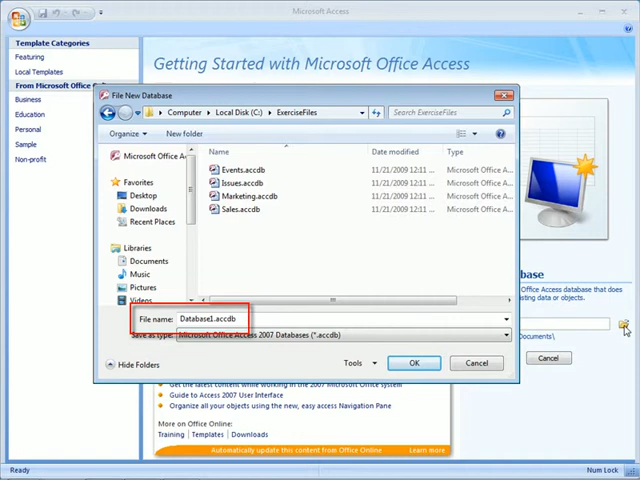 Microsoft Access
Template Categories
Featuring
Local Templates
From Microsoft Office
Business
Education
Personal
Sample
Non-profit
Getting Started with Microsoft Office Access
File New Database
Computer
Local Disk (C:)
ExerciseFiles
Search ExerciseFiles
Organize
New folder
Microsoft Office A
Favorites
Desktop
Downloads
Recent Places
Libraries
Documents
Music
Pictures
Videos
Name
Date modified
Type
Events.accdb
11/21/2009 12:11 ...
Microsoft Office A...
Issues.accdb
11/21/2009 12:11 ...
Microsoft Office A...
Marketing.accdb
11/21/2009 12:11 ...
Microsoft Office A...
Sales.accdb
11/21/2009 12:11 ...
Microsoft Office A...
File name:
Database1.accdb
Save as type:
Microsoft Office Access 2007 Databases (*.accdb)
Hide Folders
Tools
OK
Cancel
base
Office Access database that does
isting data or objects.
ocuments\
Cancel
Get the latest content while working in the 2007 Microsoft Office system
Guide to Access 2007 User Interface
Organize all your objects using the new, easy access Navigation Pane
More on Office Online:
Training | Templates | Downloads
Automatically update this content from Office Online
Learn more
Ready
Num Lock